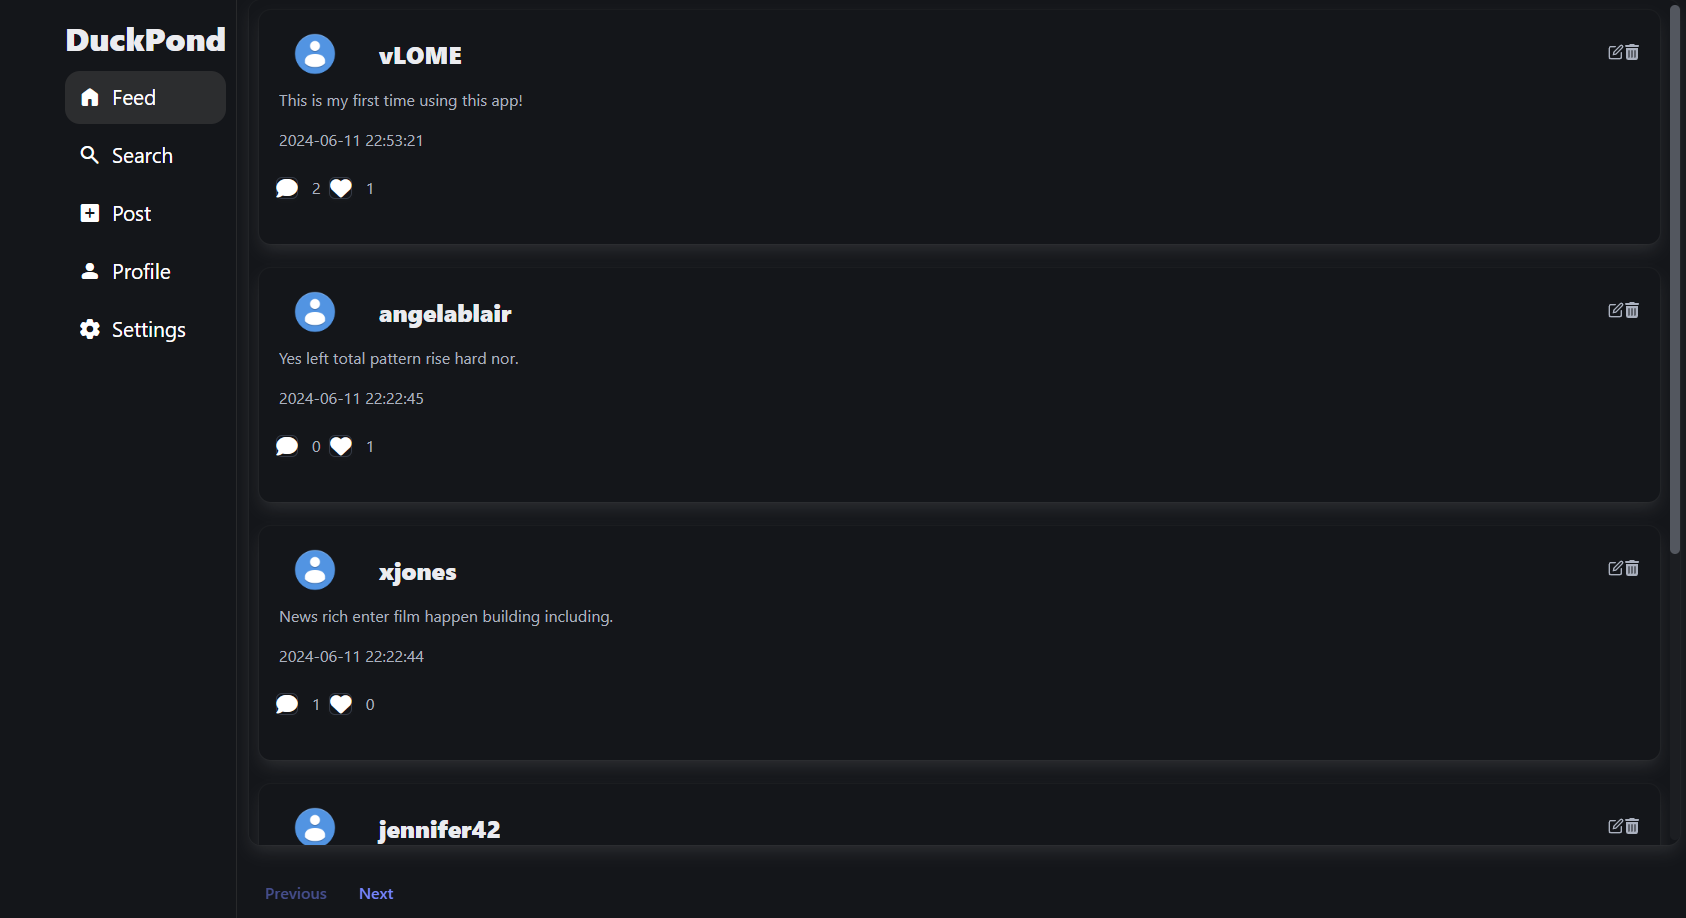 DuckPond
Feed
Search
Post
Profile
Settings
vLOME
This is my first time using this app!
2024-06-11 22:53:21
2 1
angelablair
Yes left total pattern rise hard nor.
2024-06-11 22:22:45
0 1
xjones
News rich enter film happen building including.
2024-06-11 22:22:44
1 0
jennifer42
Previous Next